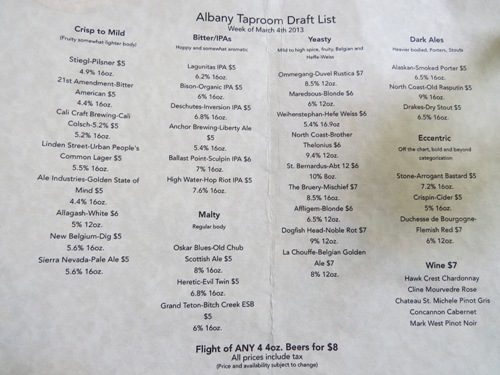 Albany Taproom Draft List
Week of March 4th 2013
Crisp to Mild
(Fruity somewhat lighter body)
Stiegl-Pilsner $5
4.9% 16oz.
21st Amendment-Bitter
American $5
4.4% 16oz.
Cali Craft Brewing-Cali
Colsch-5.2% $5
5.2% 16oz.
Linden Street-Urban People's
Common Lager $5
5.5% 16oz.
Ale Industries-Golden State of
Mind $5
4.4% 16oz.
Allagash-White $6
5% 12oz.
New Belgium-Dig $5
5.6% 16oz.
Sierra Nevada-Pale Ale $5
5.6% 16oz.
Bitter/IPAs
Hoppy and somewhat aromatic
Lagunitas IPA $5
6.2% 16oz.
Bison-Organic IPA $5
6% 16oz.
Deschutes-Inversion IPA $5
6.8% 16oz.
Anchor Brewing-Liberty Ale
$5
5.4% 16oz.
Ballast Point-Sculpin IPA $6
7% 16oz.
High Water-Hop Riot IPA $5
7.6% 16oz.
Malty
Regular body
Oskar Blues-Old Chub
Scottish Ale $5
8% 16oz.
Heretic-Evil Twin $5
6.8% 16oz.
Grand Teton-Bitch Creek ESB
$5
6% 16oz.
Yeasty
Mild to high spice, fruity, Belgian and
Heffe-Weiss
Ommegang-Duvel Rustica $7
8.5% 12oz.
Maredsous-Blonde $6
6% 12oz.
Weihenstephan-Hefe Weiss $6
5.4% 16.9oz
North Coast-Brother
Thelonius $6
9.4% 12oz.
St. Bernardus-Abt 12 $6
10% 8oz.
The Bruery-Mischief $7
8.5% 16oz.
Affligem-Blonde $6
6.5% 12oz.
Dogfish Head-Noble Rot $7
9% 12oz.
La Chouffe-Belgian Golden
Ale $7
8% 12oz.
Dark Ales
Heavier bodied, Porters, Stouts
Alaskan-Smoked Porter $5
6.5% 16oz.
North Coast-Old Rasputin $5
9% 16oz.
Drakes-Dry Stout $5
6.5% 16oz.
Eccentric
Off the chart, bold and beyond
categorization
Stone-Arrogant Bastard $5
7.2% 16oz.
Crispin-Cider $5
5% 16oz.
Duchesse de Bourgogne-
Flemish Red $7
6% 12oz.
Wine $7
Hawk Crest Chardonnay
Cline Mourvedre Rose
Chateau St. Michele Pinot Gris
Concannon Cabernet
Mark West Pinot Noir
Flight of ANY 4 4oz. Beers for $8
All prices include tax
(Price and availability subject to change)